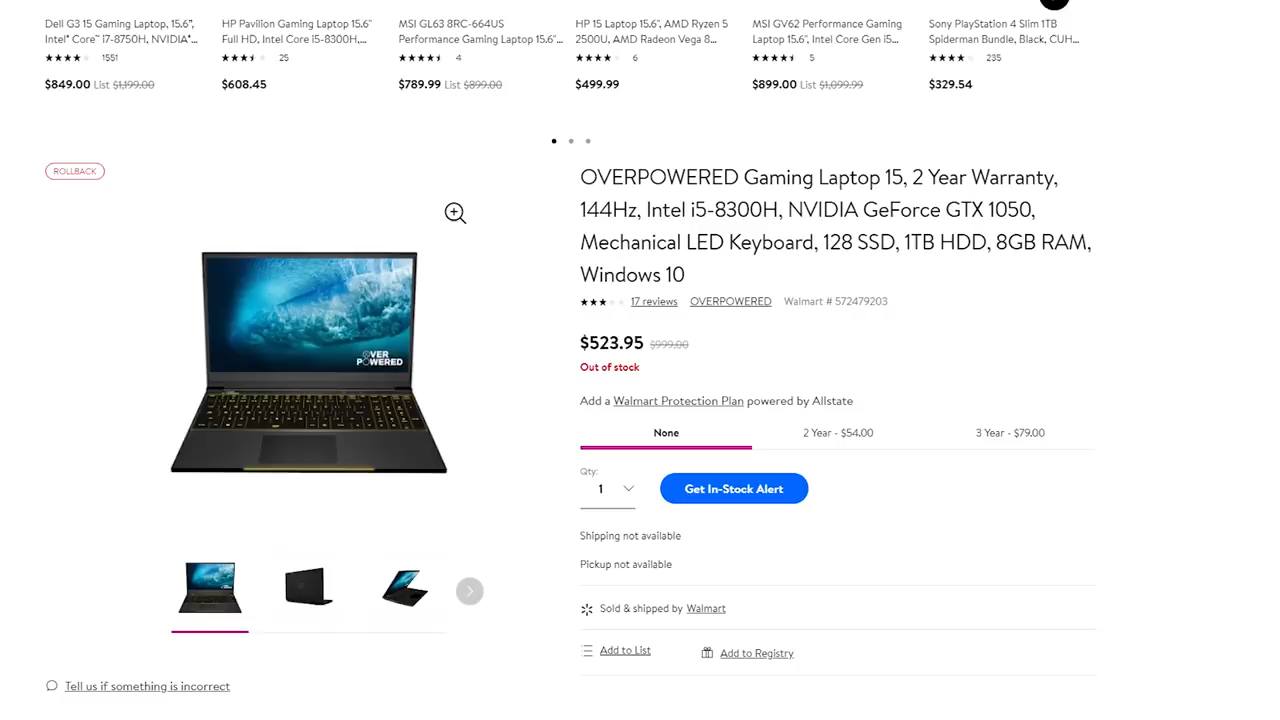 Dell G3 15 Gaming Laptop, 15.6”,
Intel® Core™ i7-8750H, NVIDIA®...
1551
$849.00 List $1,199.00
HP Pavilion Gaming Laptop 15.6"
Full HD, Intel Core i5-8300H,...
25
$608.45
MSI GL63 8RC-664US
Performance Gaming Laptop 15.6"...
4
$789.99 List $899.00
HP 15 Laptop 15.6", AMD Ryzen 5
2500U, AMD Radeon Vega 8...
6
$499.99
MSI GV62 Performance Gaming
Laptop 15.6", Intel Core Gen i5...
5
$899.00 List $1,099.99
Sony PlayStation 4 Slim 1TB
Spiderman Bundle, Black, CUH...
235
$329.54
ROLLBACK
OVER
POWERED
OVERPOWERED Gaming Laptop 15, 2 Year Warranty,
144Hz, Intel i5-8300H, NVIDIA GeForce GTX 1050,
Mechanical LED Keyboard, 128 SSD, 1TB HDD, 8GB RAM,
Windows 10
17 reviews OVERPOWERED Walmart # 572479203
$523.95 $999.00
Out of stock
Add a Walmart Protection Plan powered by Allstate
None 2 Year - $54.00 3 Year - $79.00
Qty:
1 Get In-Stock Alert
Shipping not available
Pickup not available
Sold & shipped by Walmart
Add to List Add to Registry
Tell us if something is incorrect